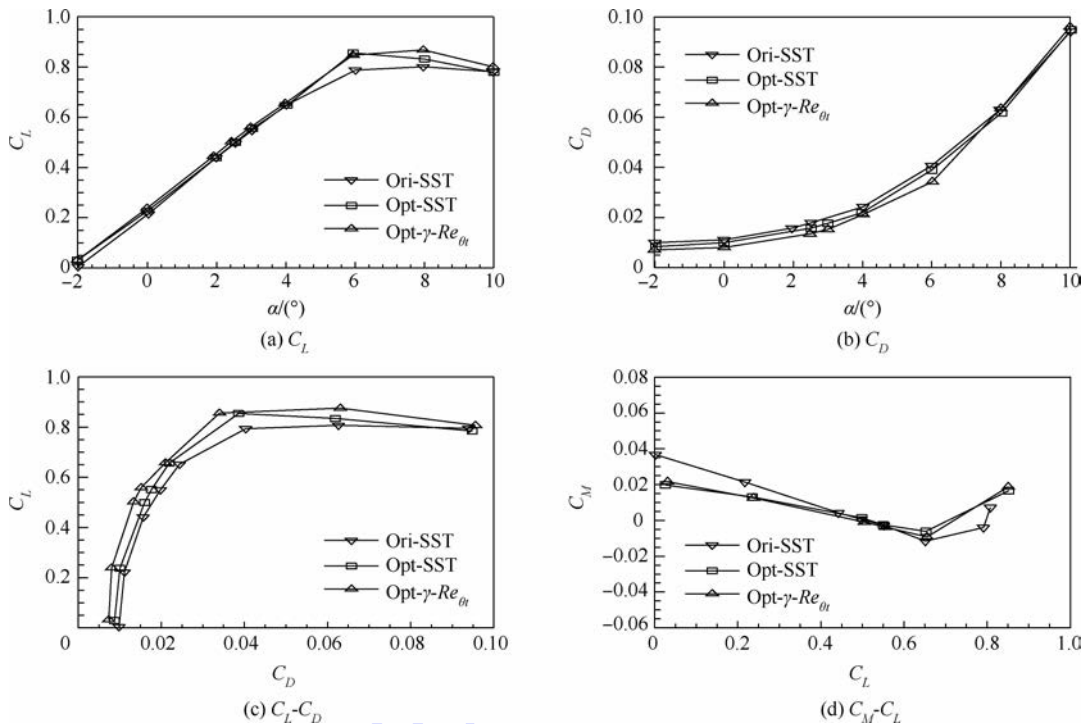 1.0
0.8
0.6
0.4
0.2
0
C_L
Ori-SST
Opt-SST
Opt-γ-Re_θt
−2 0 2 4 6 8 10
α/(°)
(a) C_L
0.10
0.08
0.06
0.04
0.02
0
C_D
Ori-SST
Opt-SST
Opt-γ-Re_θt
−2 0 2 4 6 8 10
α/(°)
(b) C_D
1.0
0.8
0.6
0.4
0.2
C_L
Ori-SST
Opt-SST
Opt-γ-Re_θt
0 0.02 0.04 0.06 0.08 0.10
C_D
(c) C_L-C_D
0.08
0.06
0.04
0.02
0
−0.02
−0.04
−0.06
C_M
Ori-SST
Opt-SST
Opt-γ-Re_θt
0 0.2 0.4 0.6 0.8 1.0
C_L
(d) C_M-C_L